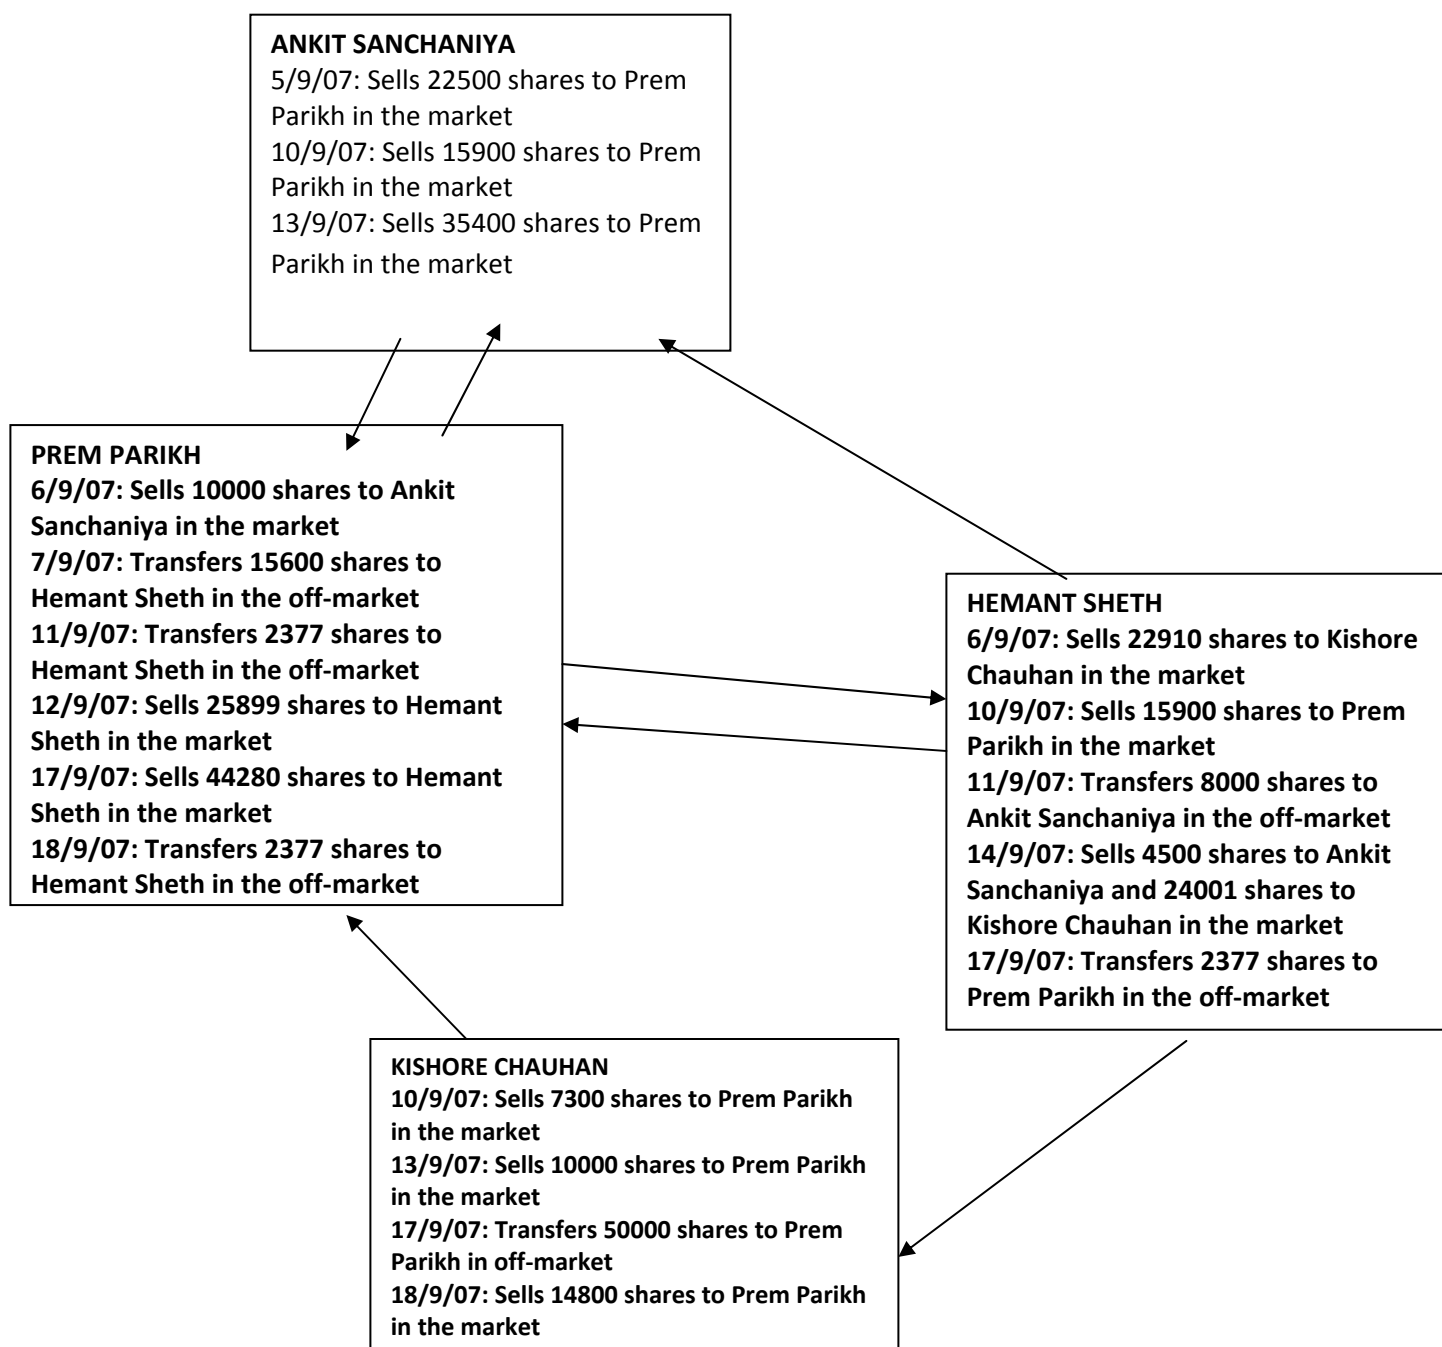 ANKIT SANCHANIYA
5/9/07: Sells 22500 shares to Prem
Parikh in the market
10/9/07: Sells 15900 shares to Prem
Parikh in the market
13/9/07: Sells 35400 shares to Prem
Parikh in the market
PREM PARIKH
6/9/07: Sells 10000 shares to Ankit
Sanchaniya in the market
7/9/07: Transfers 15600 shares to
Hemant Sheth in the off-market
11/9/07: Transfers 2377 shares to
Hemant Sheth in the off-market
12/9/07: Sells 25899 shares to Hemant
Sheth in the market
17/9/07: Sells 44280 shares to Hemant
Sheth in the market
18/9/07: Transfers 2377 shares to
Hemant Sheth in the off-market
HEMANT SHETH
6/9/07: Sells 22910 shares to Kishore
Chauhan in the market
10/9/07: Sells 15900 shares to Prem
Parikh in the market
11/9/07: Transfers 8000 shares to
Ankit Sanchaniya in the off-market
14/9/07: Sells 4500 shares to Ankit
Sanchaniya and 24001 shares to
Kishore Chauhan in the market
17/9/07: Transfers 2377 shares to
Prem Parikh in the off-market
KISHORE CHAUHAN
10/9/07: Sells 7300 shares to Prem Parikh
in the market
13/9/07: Sells 10000 shares to Prem Parikh
in the market
17/9/07: Transfers 50000 shares to Prem
Parikh in off-market
18/9/07: Sells 14800 shares to Prem Parikh
in the market